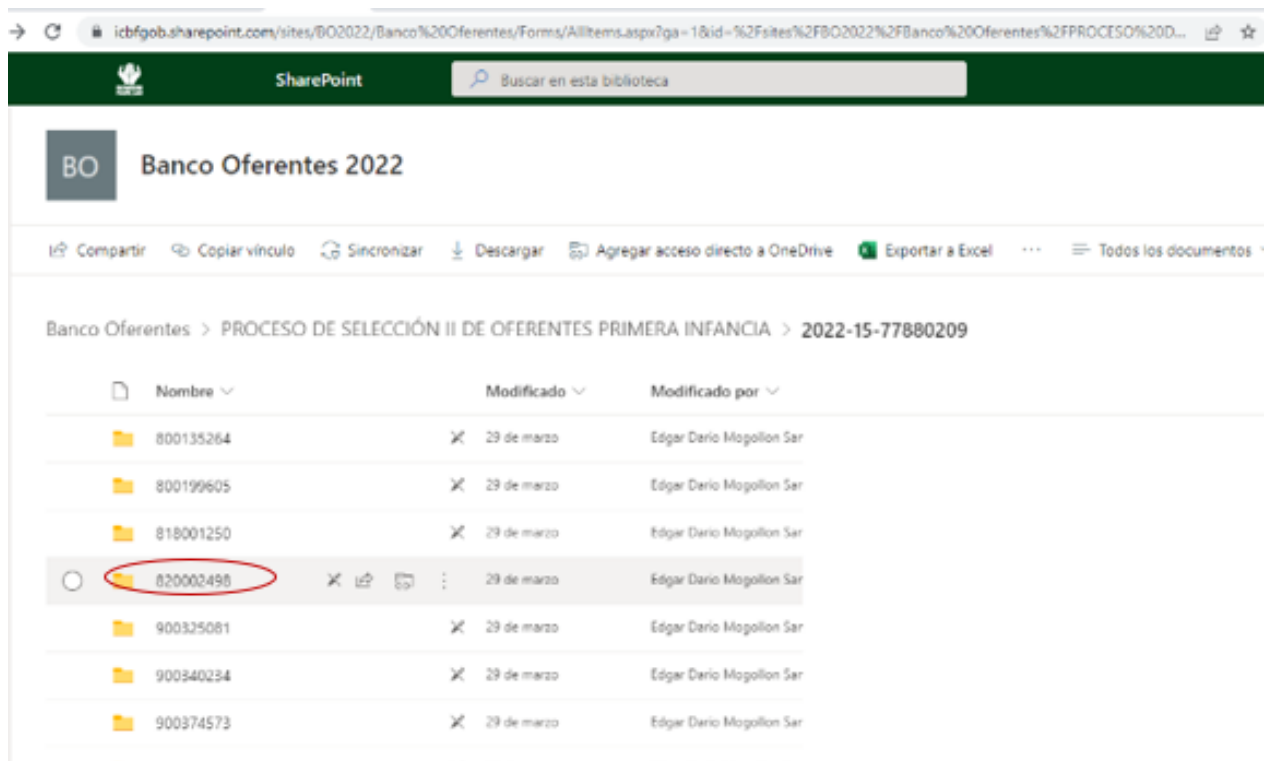 icbfgob.sharepoint.com/sites/BO2022/Banco%20Oferentes/Forms/AllItems.aspx?ga=1&id=%2Fsites%2FBO2022%2FBanco%20Oferentes%2FPROCESO%20D...
SharePoint Buscar en esta biblioteca
BO Banco Oferentes 2022
Compartir Copiar vínculo Sincronizar Descargar Agregar acceso directo a OneDrive Exportar a Excel ... Todos los documentos
Banco Oferentes > PROCESO DE SELECCIÓN II DE OFERENTES PRIMERA INFANCIA > 2022-15-77880209
Nombre Modificado Modificado por
800135264 29 de marzo Edgar Dario Mogollon Sar
800199605 29 de marzo Edgar Dario Mogollon Sar
818001250 29 de marzo Edgar Dario Mogollon Sar
820002498 29 de marzo Edgar Dario Mogollon Sar
900325081 29 de marzo Edgar Dario Mogollon Sar
900340234 29 de marzo Edgar Dario Mogollon Sar
900374573 29 de marzo Edgar Dario Mogollon Sar